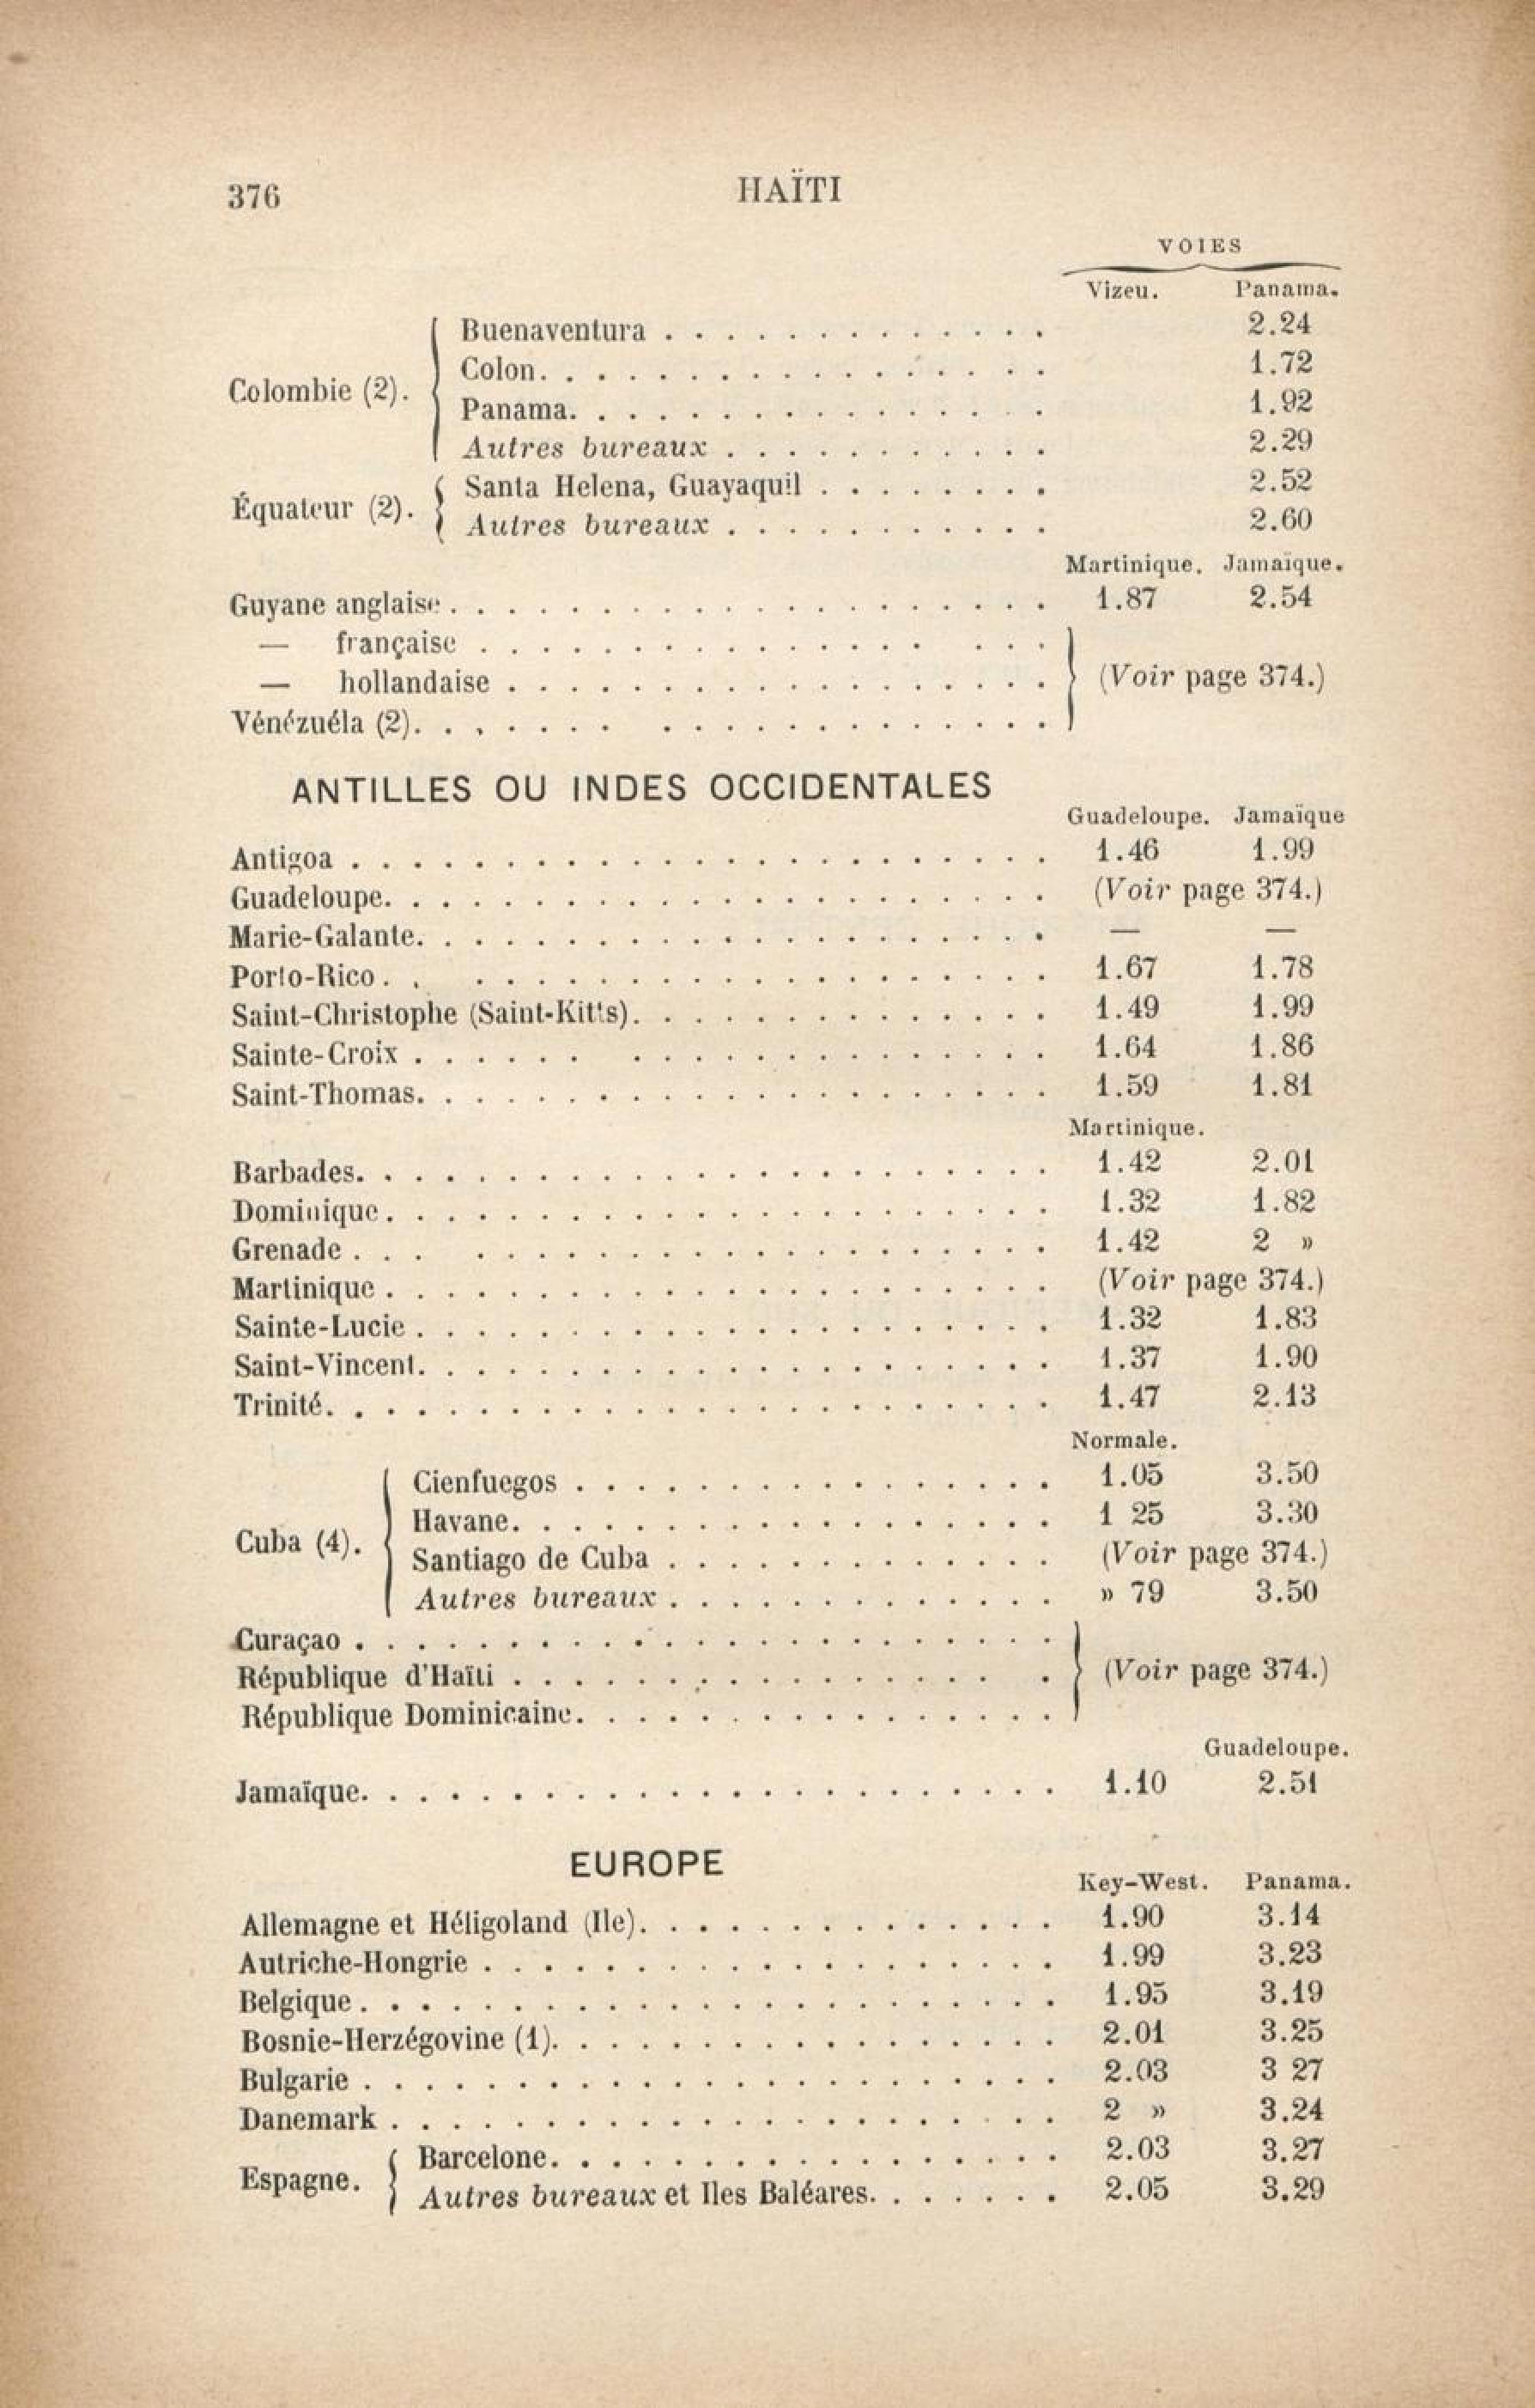 376
HAÏTI
VOIES
Vizeu. Panama.
Colombie (2).
Buenaventura . . . . . . . . . . . . . 2.24
Colon. . . . . . . . . . . . . . . . . 1.72
Panama. . . . . . . . . . . . . . . . 1.92
Autres bureaux . . . . . . . . . . . 2.29
Équateur (2).
Santa Helena, Guayaquil . . . . . . . . 2.52
Autres bureaux . . . . . . . . . . . 2.60
Martinique. Jamaïque.
Guyane anglaise . . . . . . . . . . . . . . . . . . . . 1.87 2.54
— française . . . . . . . . . . . . . . . . . .
— hollandaise . . . . . . . . . . . . . . . . . . (Voir page 374.)
Vénézuéla (2). . . . . . . . . . . . . . . . . . . .
ANTILLES OU INDES OCCIDENTALES
Guadeloupe. Jamaïque
Antigoa . . . . . . . . . . . . . . . . . . . . . . . 1.46 1.99
Guadeloupe. . . . . . . . . . . . . . . . . . . . . . (Voir page 374.)
Marie-Galante. . . . . . . . . . . . . . . . . . . . . — —
Porto-Rico . . . . . . . . . . . . . . . . . . . . . 1.67 1.78
Saint-Christophe (Saint-Kitts). . . . . . . . . . . . . . 1.49 1.99
Sainte-Croix . . . . . . . . . . . . . . . . . . . . 1.64 1.86
Saint-Thomas. . . . . . . . . . . . . . . . . . . . . 1.59 1.81
Martinique.
Barbades. . . . . . . . . . . . . . . . . . . . . . . 1.42 2.01
Dominique. . . . . . . . . . . . . . . . . . . . . . 1.32 1.82
Grenade . . . . . . . . . . . . . . . . . . . . . . 1.42 2 »
Martinique . . . . . . . . . . . . . . . . . . . . . . (Voir page 374.)
Sainte-Lucie . . . . . . . . . . . . . . . . . . . . . 1.32 1.83
Saint-Vincent. . . . . . . . . . . . . . . . . . . . . 1.37 1.90
Trinité. . . . . . . . . . . . . . . . . . . . . . . . 1.47 2.13
Normale.
Cuba (4).
Cienfuegos . . . . . . . . . . . . . . . . 1.05 3.50
Havane. . . . . . . . . . . . . . . . . . 1 25 3.30
Santiago de Cuba . . . . . . . . . . . . . (Voir page 374.)
Autres bureaux . . . . . . . . . . . . . » 79 3.50
Curaçao . . . . . . . . . . . . . . . . . . . . . . .
République d'Haïti . . . . . . . . . . . . . . . . . (Voir page 374.)
République Dominicaine. . . . . . . . . . . . . . . .
Guadeloupe.
Jamaïque. . . . . . . . . . . . . . . . . . . . . . . 1.10 2.51
EUROPE
Key-West. Panama.
Allemagne et Héligoland (Ile). . . . . . . . . . . . . . 1.90 3.14
Autriche-Hongrie . . . . . . . . . . . . . . . . . . . 1.99 3.23
Belgique . . . . . . . . . . . . . . . . . . . . . . . 1.95 3.19
Bosnie-Herzégovine (1). . . . . . . . . . . . . . . . . 2.01 3.25
Bulgarie . . . . . . . . . . . . . . . . . . . . . . . 2.03 3 27
Danemark . . . . . . . . . . . . . . . . . . . . . . 2 » 3.24
Espagne.
Barcelone. . . . . . . . . . . . . . . . . 2.03 3.27
Autres bureaux et Iles Baléares. . . . . . . 2.05 3.29